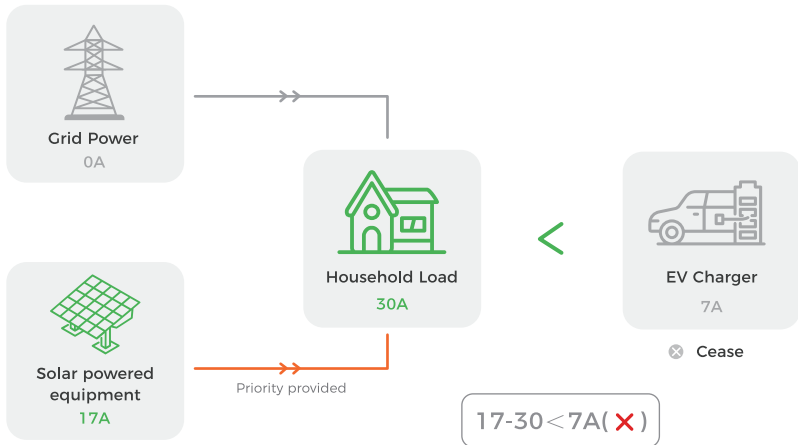 Grid Power
0A
Household Load
30A
<
EV Charger
7A
Cease
Solar powered
equipment
17A
Priority provided
17-30<7A(❌)